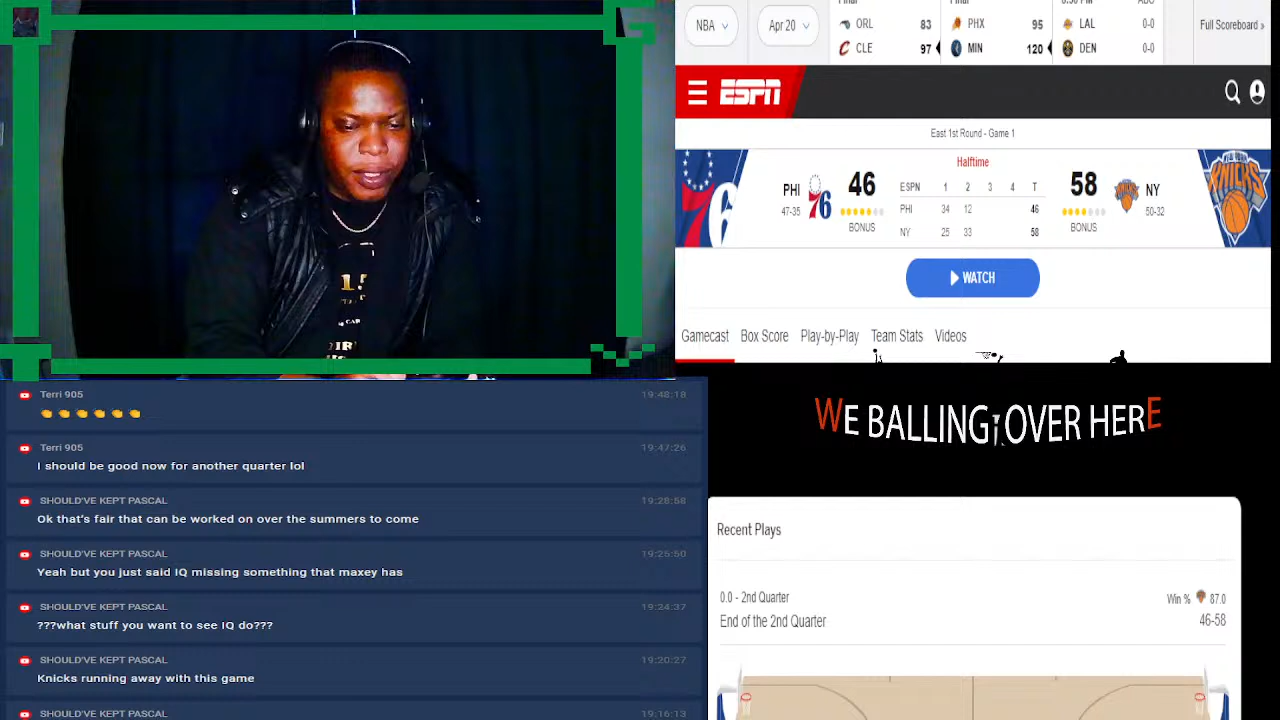 NBA
Apr 20
ORL 83
CLE 97
PHX 95
MIN 120
LAL 0-0
DEN 0-0
Full Scoreboard »
ESPN
East 1st Round - Game 1
Halftime
PHI 46
47-35
BONUS
ESPN 1 2 3 4 T
PHI 34 12 46
NY 25 33 58
58 NY
50-32
BONUS
NEW YORK
KNICKS
WATCH
Gamecast Box Score Play-by-Play Team Stats Videos
WE BALLING OVER HERE
Recent Plays
0.0 - 2nd Quarter
Win % 87.0
End of the 2nd Quarter
46-58
Terri 905 19:48:18
Terri 905 19:47:26
I should be good now for another quarter lol
SHOULD'VE KEPT PASCAL 19:28:58
Ok that's fair that can be worked on over the summers to come
SHOULD'VE KEPT PASCAL 19:25:50
Yeah but you just said IQ missing something that maxey has
SHOULD'VE KEPT PASCAL 19:24:37
???what stuff you want to see IQ do???
SHOULD'VE KEPT PASCAL 19:20:27
Knicks running away with this game
SHOULD'VE KEPT PASCAL 19:16:13